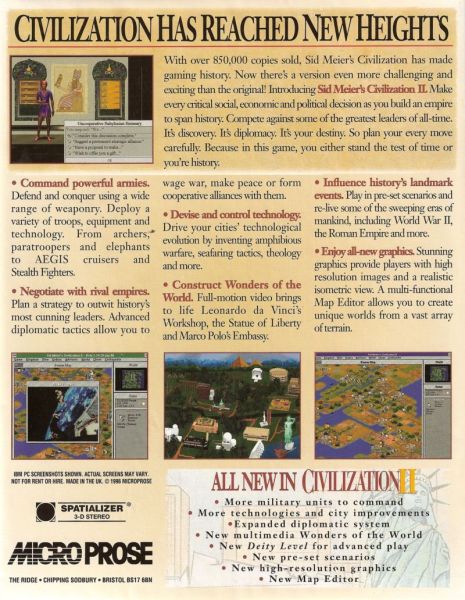 CIVILIZATION HAS REACHED NEW HEIGHTS
With over 850,000 copies sold, Sid Meier's Civilization has made
gaming history. Now there's a version even more challenging and
exciting than the original! Introducing Sid Meier's Civilization II. Make
every critical social, economic and political decision as you build an empire
to span history. Compete against some of the greatest leaders of all-time.
It's discovery. It's diplomacy. It's your destiny. So plan your every move
carefully. Because in this game, you either stand the test of time or
you're history.
• Command powerful armies.
Defend and conquer using a wide
range of weaponry. Deploy a
variety of troops, equipment and
technology. From archers,
paratroopers and elephants
to AEGIS cruisers and
Stealth Fighters.
• Negotiate with rival empires.
Plan a strategy to outwit history's
most cunning leaders. Advanced
diplomatic tactics allow you to
wage war, make peace or form
cooperative alliances with them.
• Devise and control technology.
Drive your cities' technological
evolution by inventing amphibious
warfare, seafaring tactics, theology
and more.
• Construct Wonders of the
World. Full-motion video brings
to life Leonardo da Vinci's
Workshop, the Statue of Liberty
and Marco Polo's Embassy.
• Influence history's landmark
events. Play in pre-set scenarios and
re-live some of the sweeping eras of
mankind, including World War II,
the Roman Empire and more.
• Enjoy all-new graphics. Stunning
graphics provide players with high
resolution images and a realistic
isometric view. A multi-functional
Map Editor allows you to create
unique worlds from a vast array
of terrain.
IBM PC SCREENSHOTS SHOWN. ACTUAL SCREENS MAY VARY.
NOT FOR RENT OR HIRE. MADE IN THE UK. © 1996 MICROPROSE
SPATIALIZER®
3-D STEREO
MICROPROSE
THE RIDGE • CHIPPING SODBURY • BRISTOL BS17 6BN
ALL NEW IN CIVILIZATION II
• More military units to command
• More technologies and city improvements
• Expanded diplomatic system
• New multimedia Wonders of the World
• New Deity Level for advanced play
• New pre-set scenarios
• New high-resolution graphics
• New Map Editor